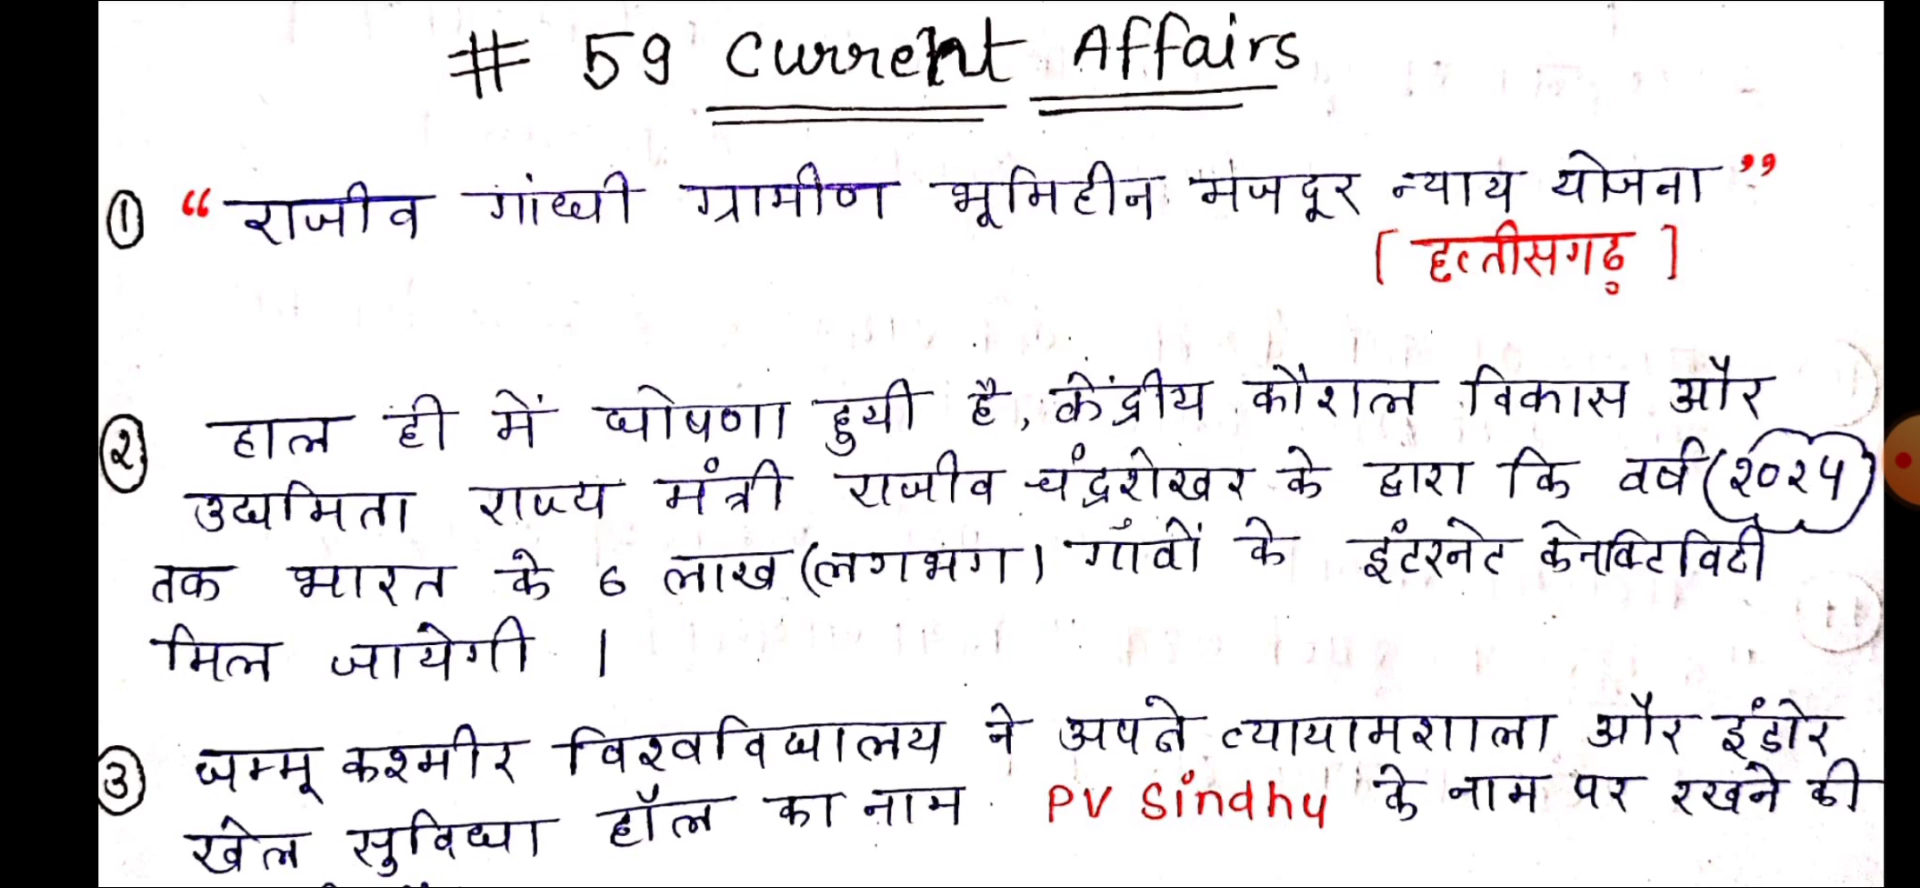 # 59 Current Affairs
① “राजीव गांधी ग्रामीण भूमिहीन मजदूर न्याय योजना”
[ छत्तीसगढ़ ]
② हाल ही में घोषणा हुयी है, केंद्रीय कौशल विकास और
उद्यमिता राज्य मंत्री राजीव चंद्रशेखर के द्वारा कि वर्ष (२०२५)
तक भारत के 6 लाख (लगभग) गाँवों के इंटरनेट कनेक्टिविटी
मिल जायेगी ।
③ जम्मू कश्मीर विश्वविद्यालय ने अपने व्यायामशाला और इंडोर
खेल सुविधा हॉल का नाम PV Sindhu के नाम पर रखने की